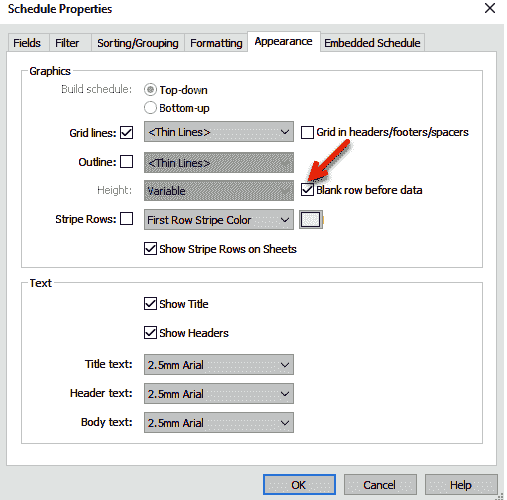 Schedule Properties
Fields Filter Sorting/Grouping Formatting Appearance Embedded Schedule
Graphics
Build schedule: Top-down
Bottom-up
Grid lines: <Thin Lines> Grid in headers/footers/spacers
Outline: <Thin Lines>
Height: Variable Blank row before data
Stripe Rows: First Row Stripe Color
Show Stripe Rows on Sheets
Text
Show Title
Show Headers
Title text: 2.5mm Arial
Header text: 2.5mm Arial
Body text: 2.5mm Arial
OK Cancel Help